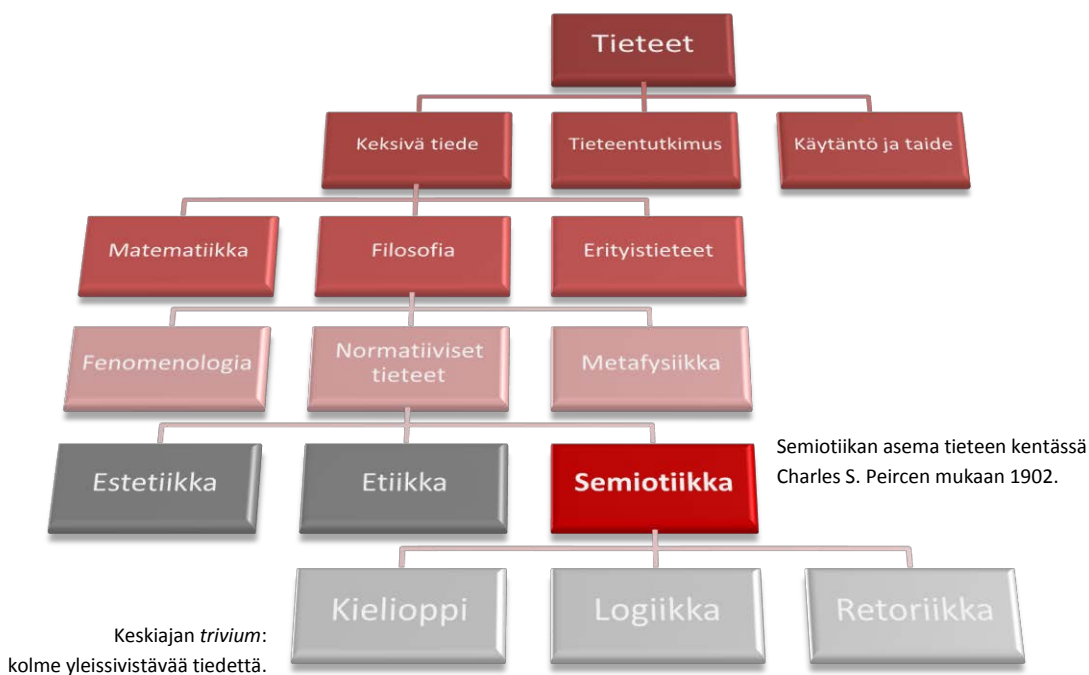 Tieteet
Keksivä tiede
Tieteentutkimus
Käytäntö ja taide
Matematiikka
Filosofia
Erityistieteet
Fenomenologia
Normatiiviset
tieteet
Metafysiikka
Estetiikka
Etiikka
Semiotiikka
Semiotiikan asema tieteen kentässä
Charles S. Peircen mukaan 1902.
Kielioppi
Logiikka
Retoriikka
Keskiajan trivium:
kolme yleissivistävää tiedettä.